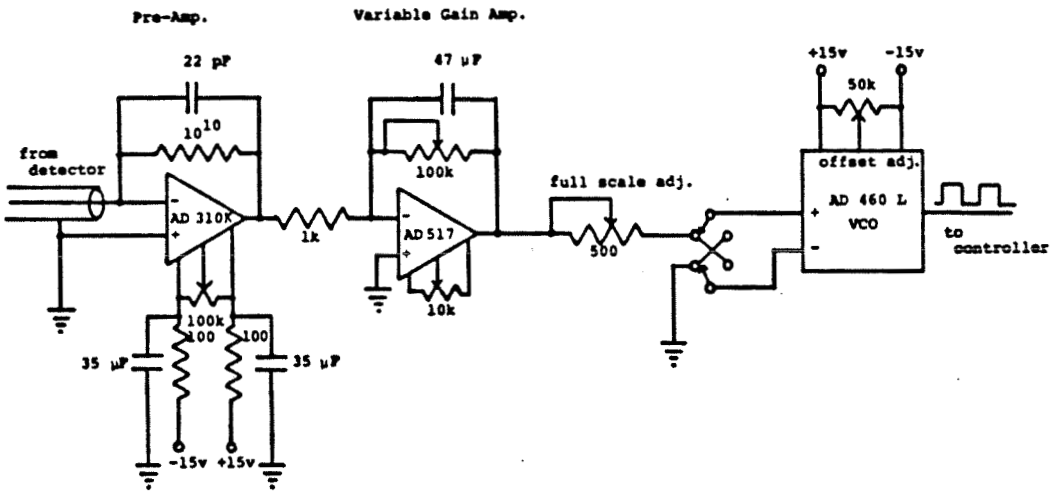 Pre-Amp.
Variable Gain Amp.
22 pF
47 µF
+15v
-15v
50k
10^10
100k
from
detector
full scale adj.
offset adj.
-
AD 310K
+
1k
-
AD 517
+
500
+
AD 460 L
VCO
-
to
controller
10k
100k
100
100
35 µF
35 µF
-15v
+15v